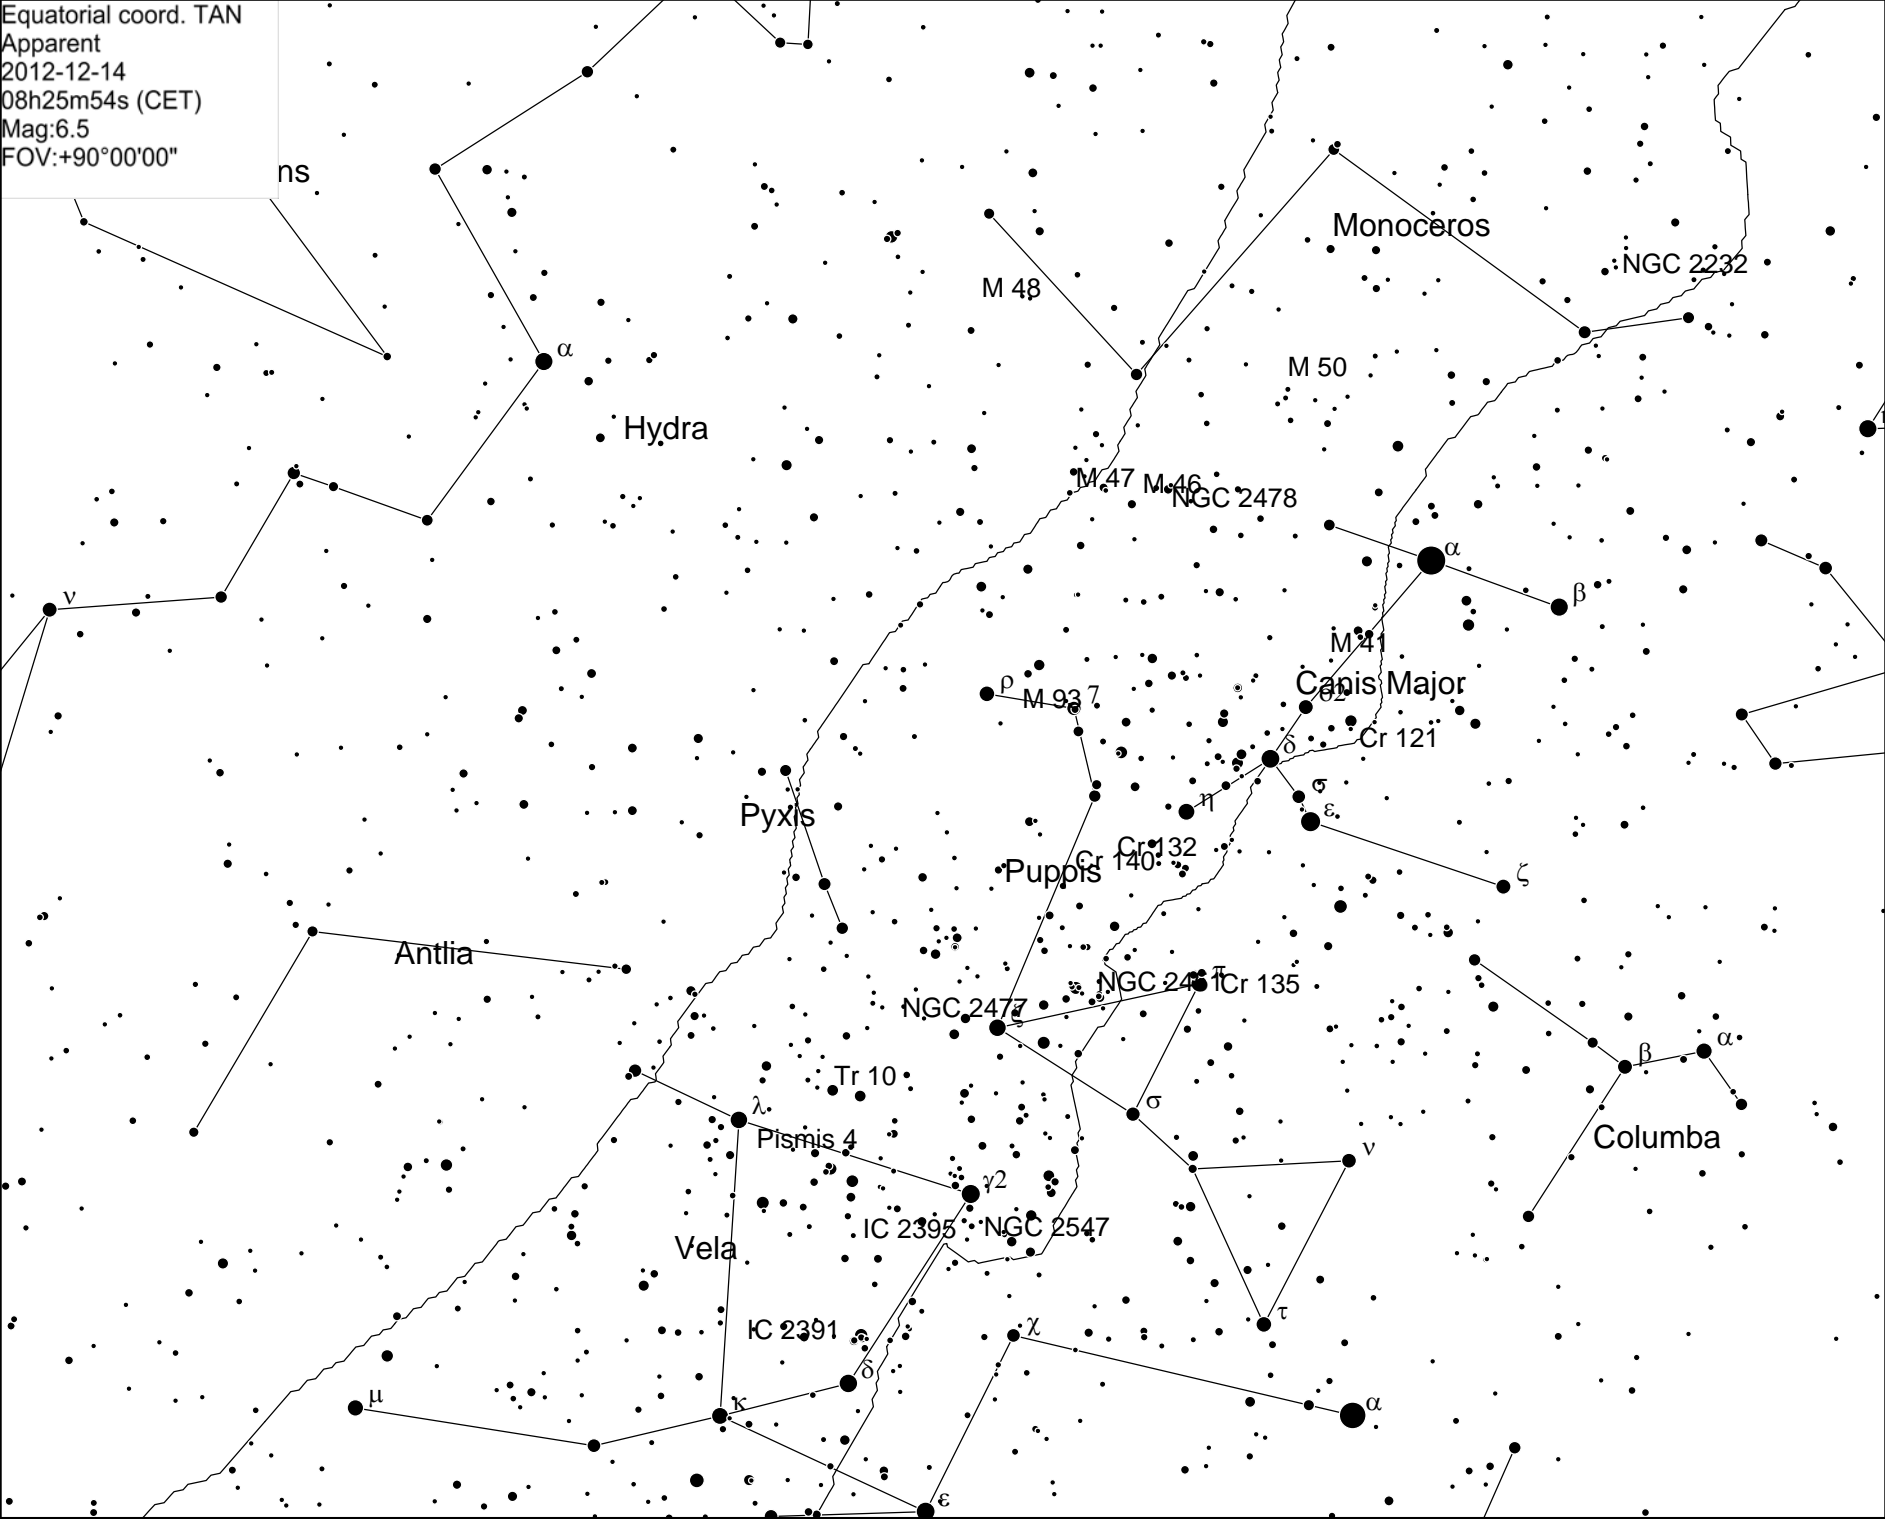 Equatorial coord. TAN
Apparent
2012-12-14
08h25m54s (CET)
Mag:6.5
FOV:+90°00'00"
ns
Monoceros
NGC 2232
M 48
α
M 50
Hydra
M 47
M 46
NGC 2478
α
β
ν
M 41
Canis Major
ρ
M 93
7
Cr 121
δ
σ
ε
η
Pyxis
Cr 132
Cr 140
Puppis
ζ
Antlia
π
Cr 135
NGC 2477
ζ
α
β
Tr 10
λ
σ
Pismis 4
ν
Columba
γ2
IC 2395
NGC 2547
Vela
τ
IC 2391
χ
δ
μ
κ
α
ε